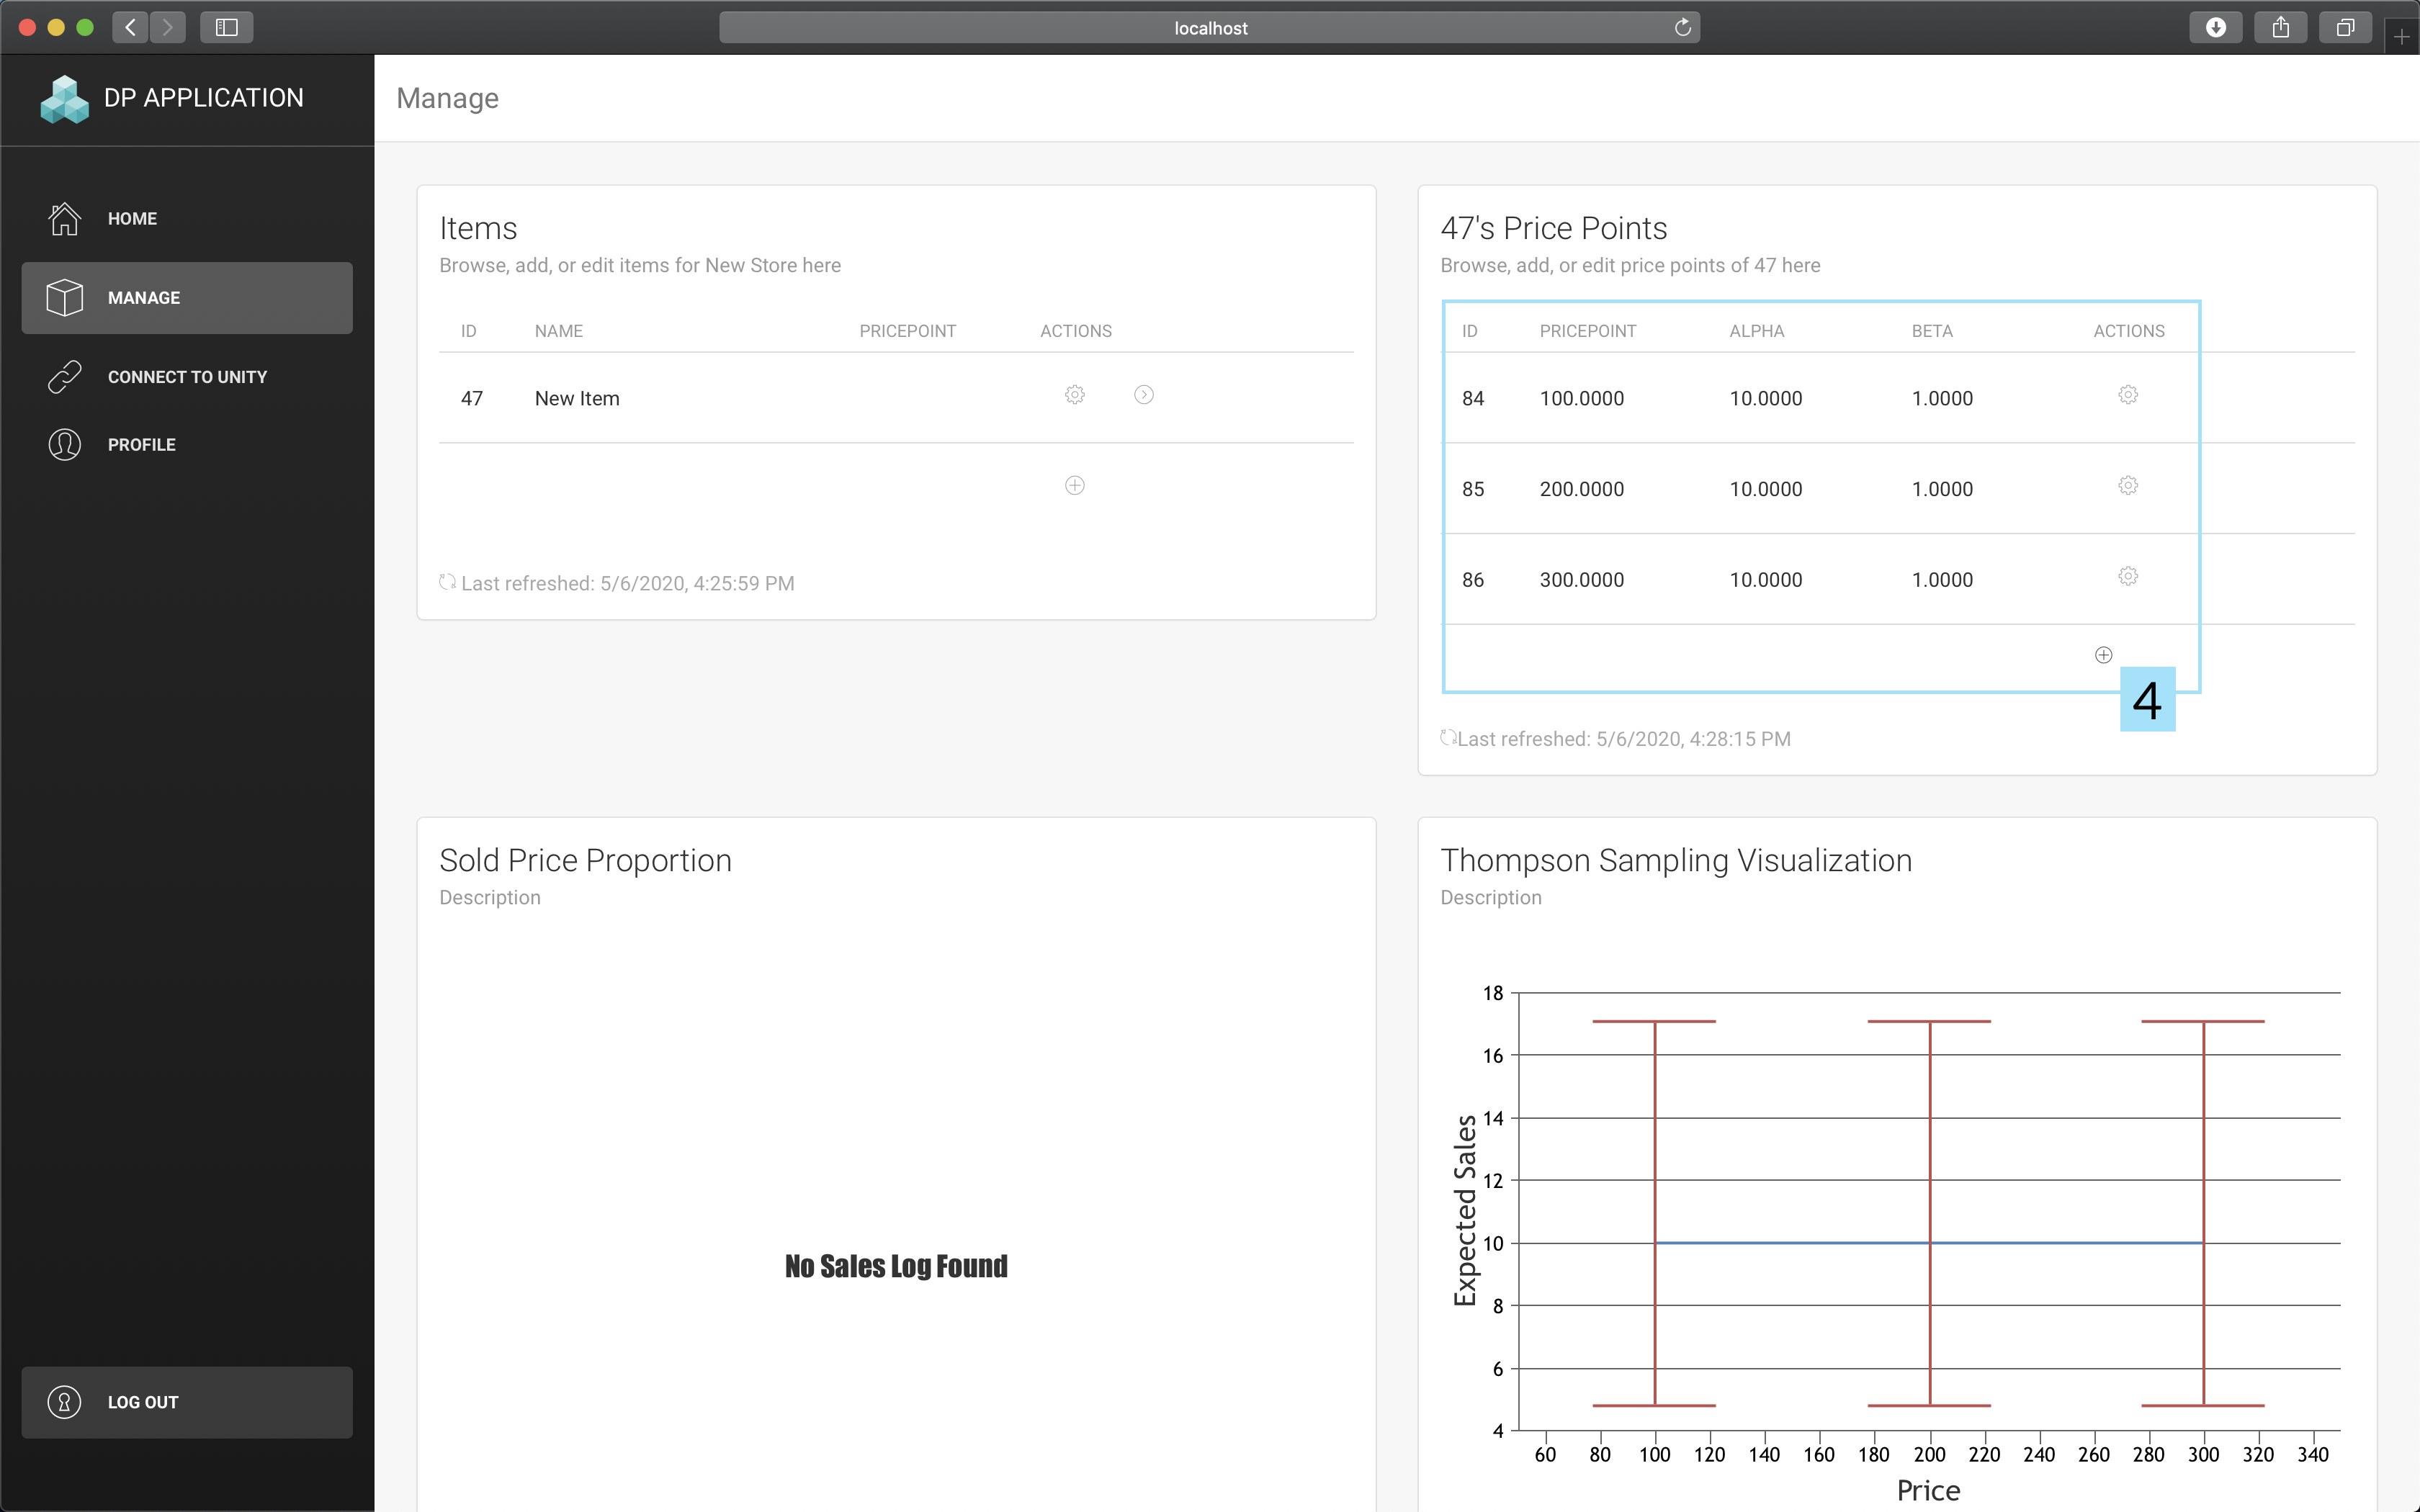 localhost
DP APPLICATION
Manage
HOME
MANAGE
CONNECT TO UNITY
PROFILE
LOG OUT
Items
Browse, add, or edit items for New Store here
ID NAME PRICEPOINT ACTIONS
47 New Item
Last refreshed: 5/6/2020, 4:25:59 PM
47's Price Points
Browse, add, or edit price points of 47 here
ID PRICEPOINT ALPHA BETA ACTIONS
84 100.0000 10.0000 1.0000
85 200.0000 10.0000 1.0000
86 300.0000 10.0000 1.0000
4
Last refreshed: 5/6/2020, 4:28:15 PM
Sold Price Proportion
Description
No Sales Log Found
Thompson Sampling Visualization
Description
Expected Sales
18
16
14
12
10
8
6
4
60 80 100 120 140 160 180 200 220 240 260 280 300 320 340
Price